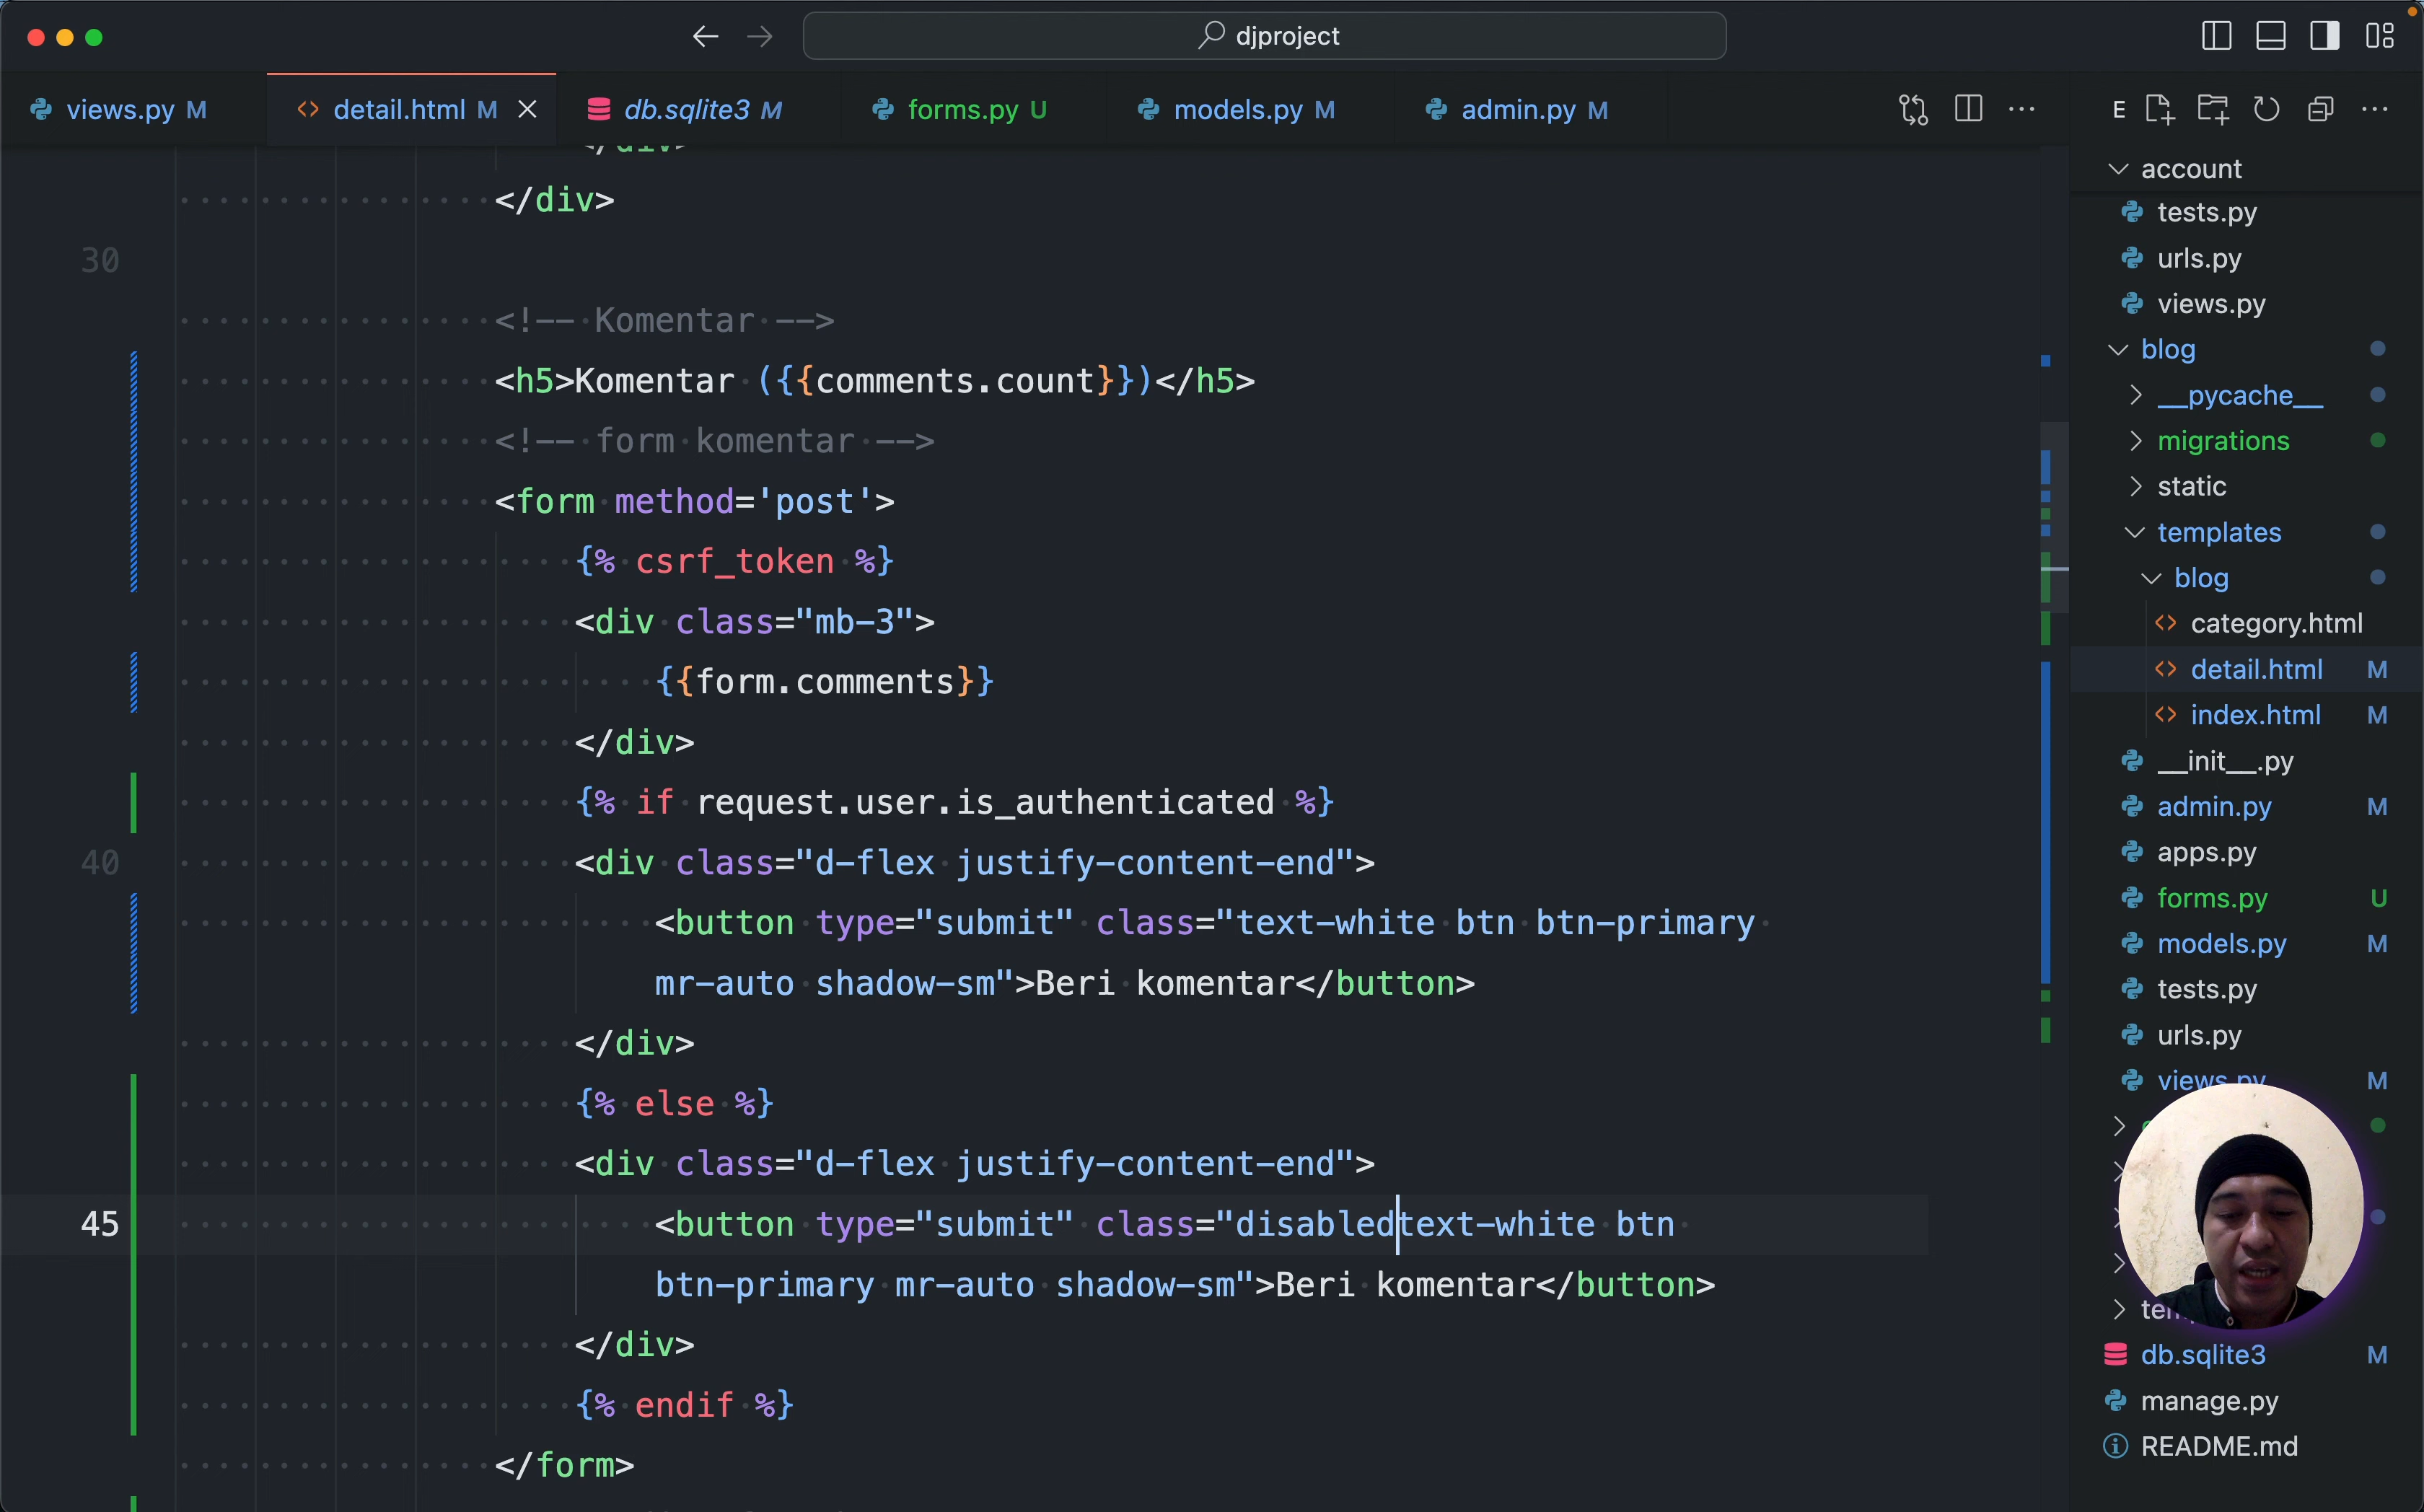 djproject
views.py M
detail.html M
db.sqlite3 M
forms.py U
models.py M
admin.py M
</div>
</div>
30
<!-- Komentar -->
<h5>Komentar ({{comments.count}})</h5>
<!-- form komentar -->
<form method='post'>
{% csrf_token %}
<div class="mb-3">
{{form.comments}}
</div>
{% if request.user.is_authenticated %}
40 <div class="d-flex justify-content-end">
<button type="submit" class="text-white btn btn-primary
mr-auto shadow-sm">Beri komentar</button>
</div>
{% else %}
<div class="d-flex justify-content-end">
45 <button type="submit" class="disabledtext-white btn
btn-primary mr-auto shadow-sm">Beri komentar</button>
</div>
{% endif %}
</form>
E
account
tests.py
urls.py
views.py
blog
__pycache__
migrations
static
templates
blog
category.html
detail.html M
index.html M
__init__.py
admin.py M
apps.py
forms.py U
models.py M
tests.py
urls.py
views.py M
db.sqlite3 M
manage.py
README.md